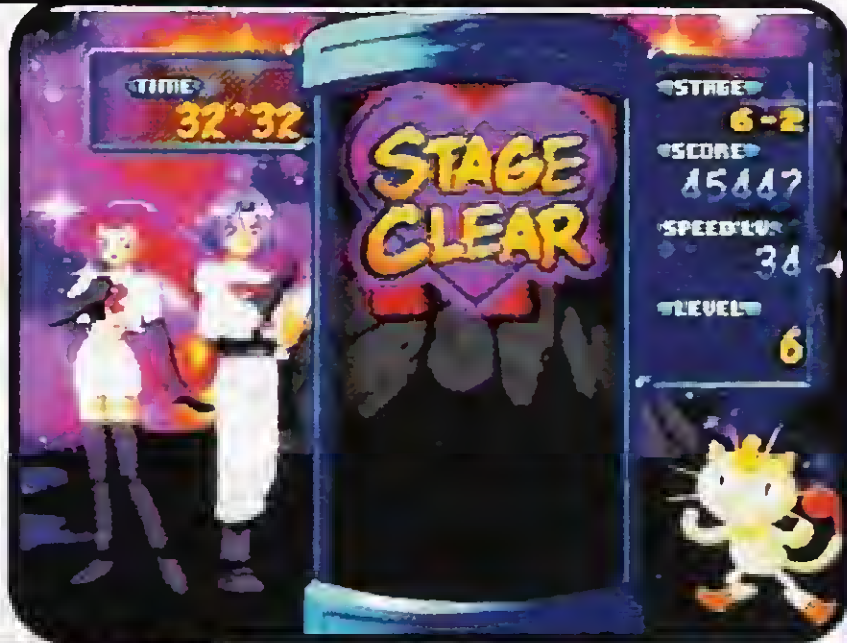 TIME
32'32
STAGE
CLEAR
STAGE
6-2
SCORE
45447
SPEED LV.
34
LEVEL
6